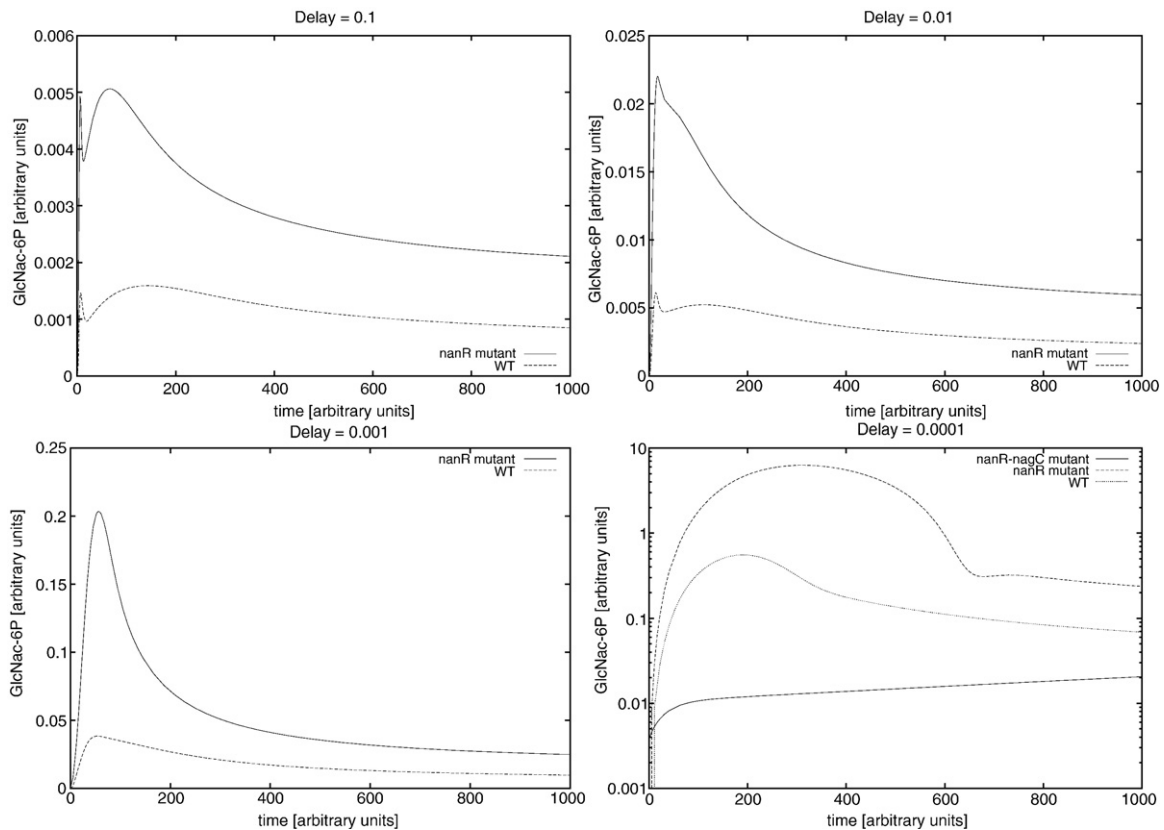 Delay = 0.1
0.006
0.005
0.004
0.003
0.002
0.001
0
GlcNac-6P [arbitrary units]
nanR mutant
WT
0 200 400 600 800 1000
time [arbitrary units]
Delay = 0.01
0.025
0.02
0.015
0.01
0.005
0
GlcNac-6P [arbitrary units]
nanR mutant
WT
0 200 400 600 800 1000
time [arbitrary units]
Delay = 0.001
0.25
0.2
0.15
0.1
0.05
0
GlcNac-6P [arbitrary units]
nanR mutant
WT
0 200 400 600 800 1000
time [arbitrary units]
Delay = 0.0001
10
1
0.1
0.01
0.001
GlcNac-6P [arbitrary units]
nanR-nagC mutant
nanR mutant
WT
0 200 400 600 800 1000
time [arbitrary units]